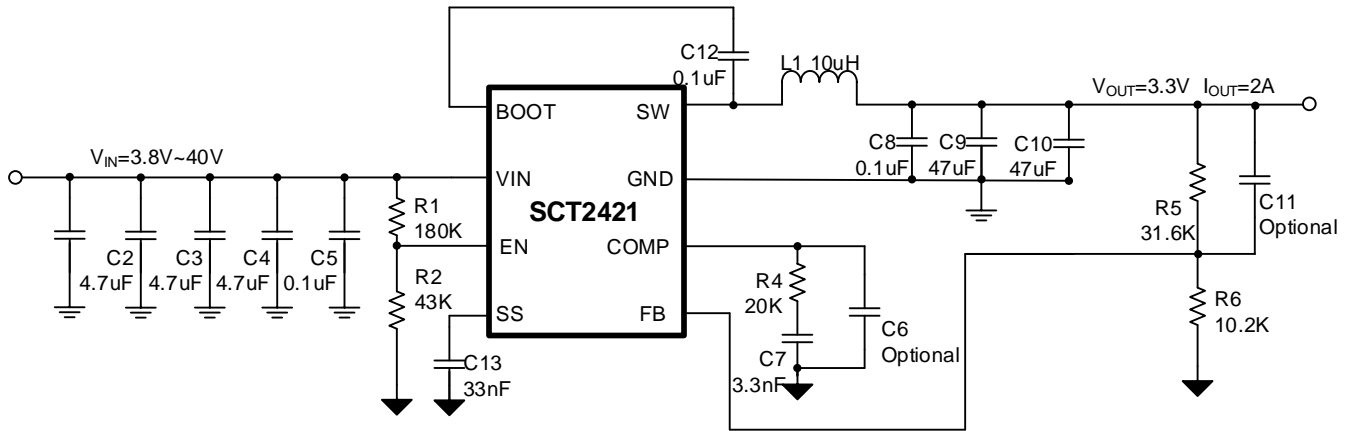 C12
0.1uF
L1 10uH
VOUT=3.3V IOUT=2A
BOOT
SW
VIN=3.8V~40V
C8
0.1uF
C9
47uF
C10
47uF
VIN
GND
SCT2421
R1
180K
R5
31.6K
C11
Optional
C2
4.7uF
C3
4.7uF
C4
4.7uF
C5
0.1uF
EN
COMP
R2
43K
R4
20K
SS
FB
C6
Optional
R6
10.2K
C13
33nF
C7
3.3nF